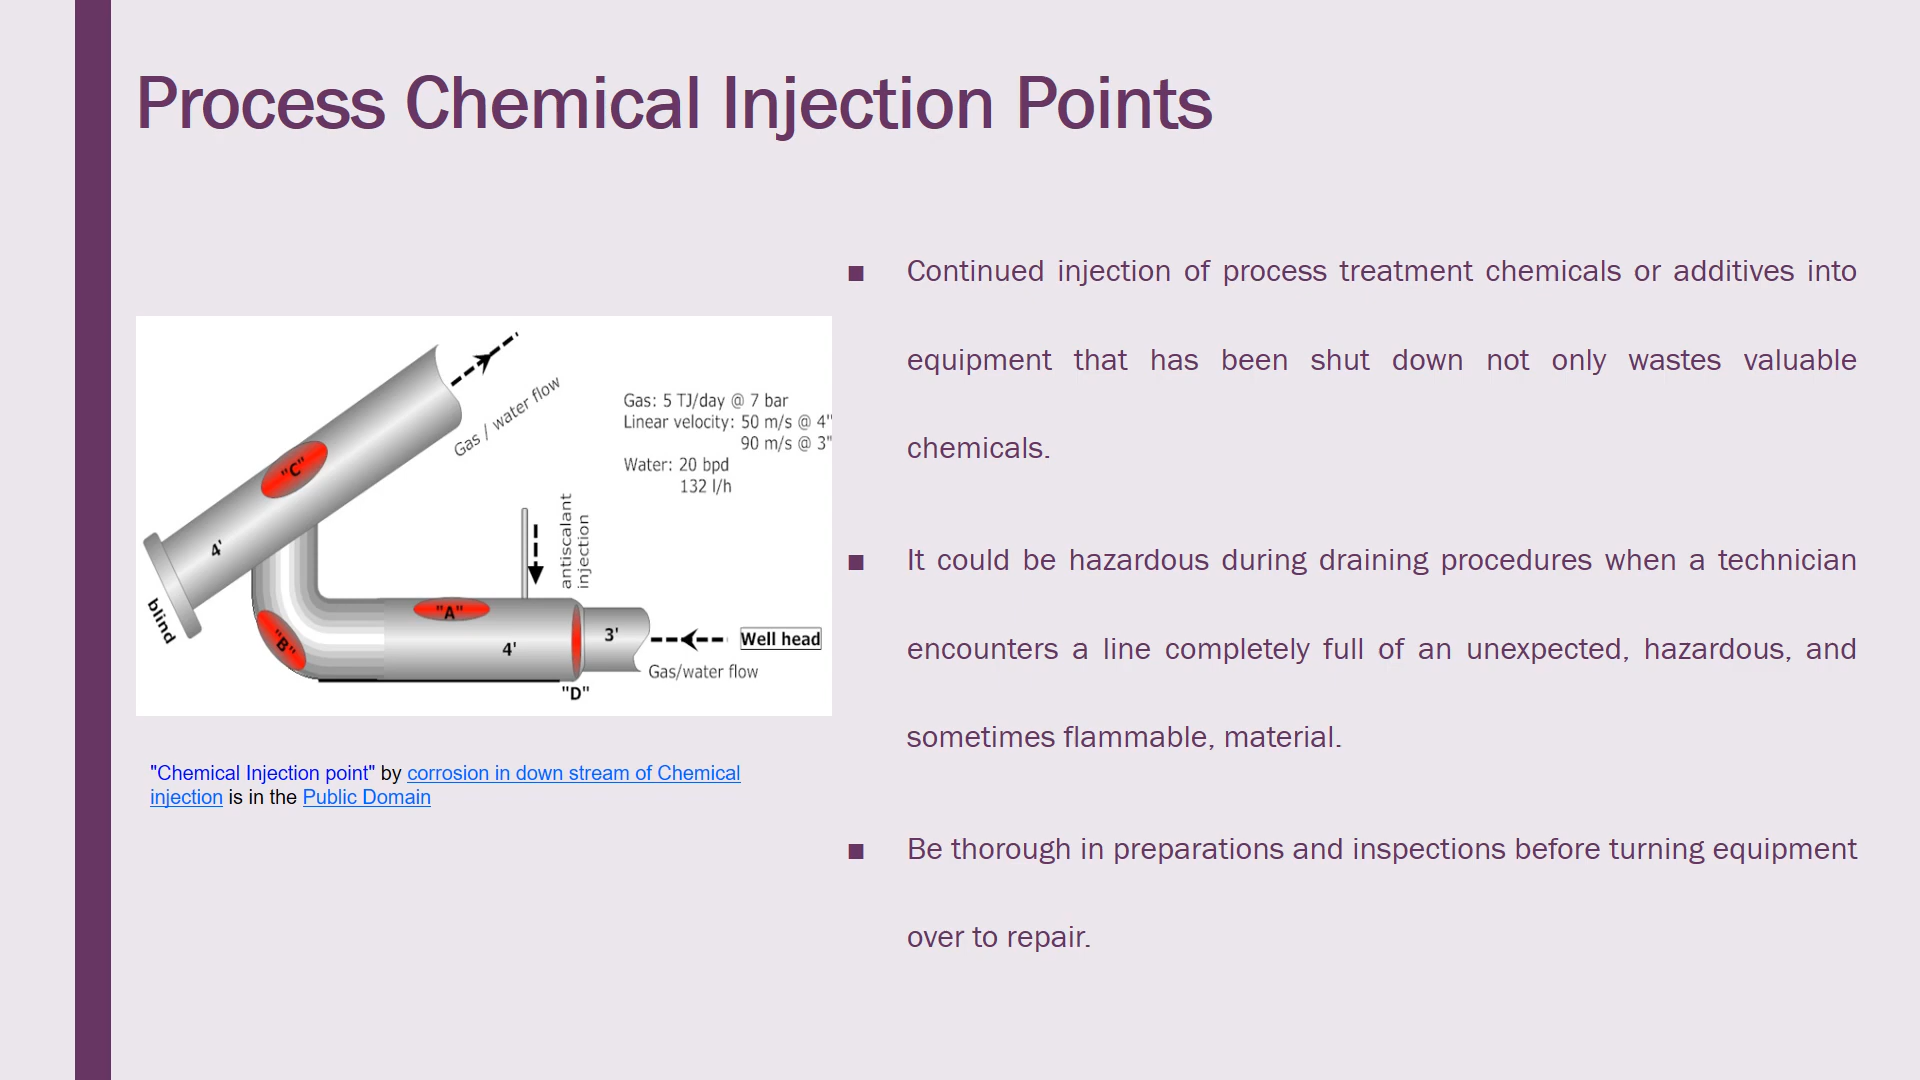 Process Chemical Injection Points
Gas / water flow
Gas: 5 TJ/day @ 7 bar
Linear velocity: 50 m/s @ 4"
90 m/s @ 3"
Water: 20 bpd
132 l/h
"C"
4'
blind
"B"
"A"
4'
antiscalant
injection
3'
Well head
Gas/water flow
"D"
"Chemical Injection point" by corrosion in down stream of Chemical
injection is in the Public Domain
■ Continued injection of process treatment chemicals or additives into
equipment that has been shut down not only wastes valuable
chemicals.
■ It could be hazardous during draining procedures when a technician
encounters a line completely full of an unexpected, hazardous, and
sometimes flammable, material.
■ Be thorough in preparations and inspections before turning equipment
over to repair.